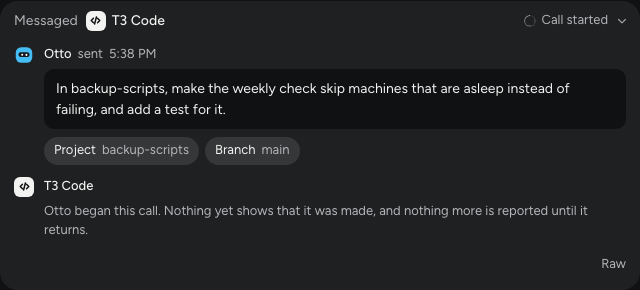 Messaged T3 Code Call started
Otto sent 5:38 PM
In backup-scripts, make the weekly check skip machines that are asleep instead of
failing, and add a test for it.
Project backup-scripts Branch main
T3 Code
Otto began this call. Nothing yet shows that it was made, and nothing more is reported until it
returns.
Raw